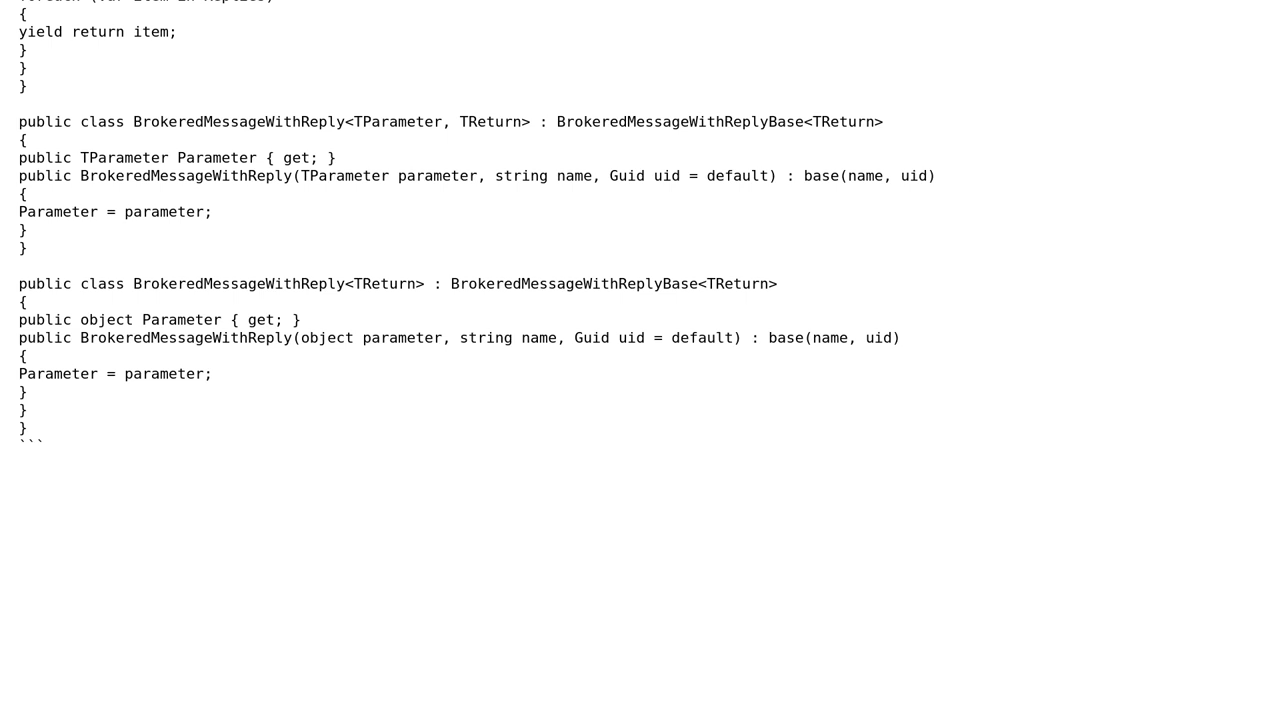 {
yield return item;
}
}
}

public class BrokeredMessageWithReply<TParameter, TReturn> : BrokeredMessageWithReplyBase<TReturn>
{
public TParameter Parameter { get; }
public BrokeredMessageWithReply(TParameter parameter, string name, Guid uid = default) : base(name, uid)
{
Parameter = parameter;
}
}

public class BrokeredMessageWithReply<TReturn> : BrokeredMessageWithReplyBase<TReturn>
{
public object Parameter { get; }
public BrokeredMessageWithReply(object parameter, string name, Guid uid = default) : base(name, uid)
{
Parameter = parameter;
}
}
}
```